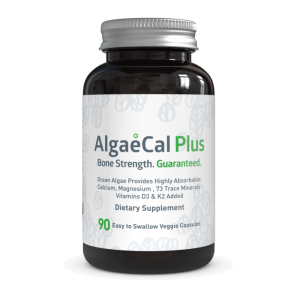 AlgaeCal Plus
Bone Strength. Guaranteed.
Ocean Algae Provides Highly Absorbable
Calcium, Magnesium , 73 Trace Minerals
Vitamins D3 & K2 Added
Dietary Supplement
90 Easy to Swallow Veggie Capsules